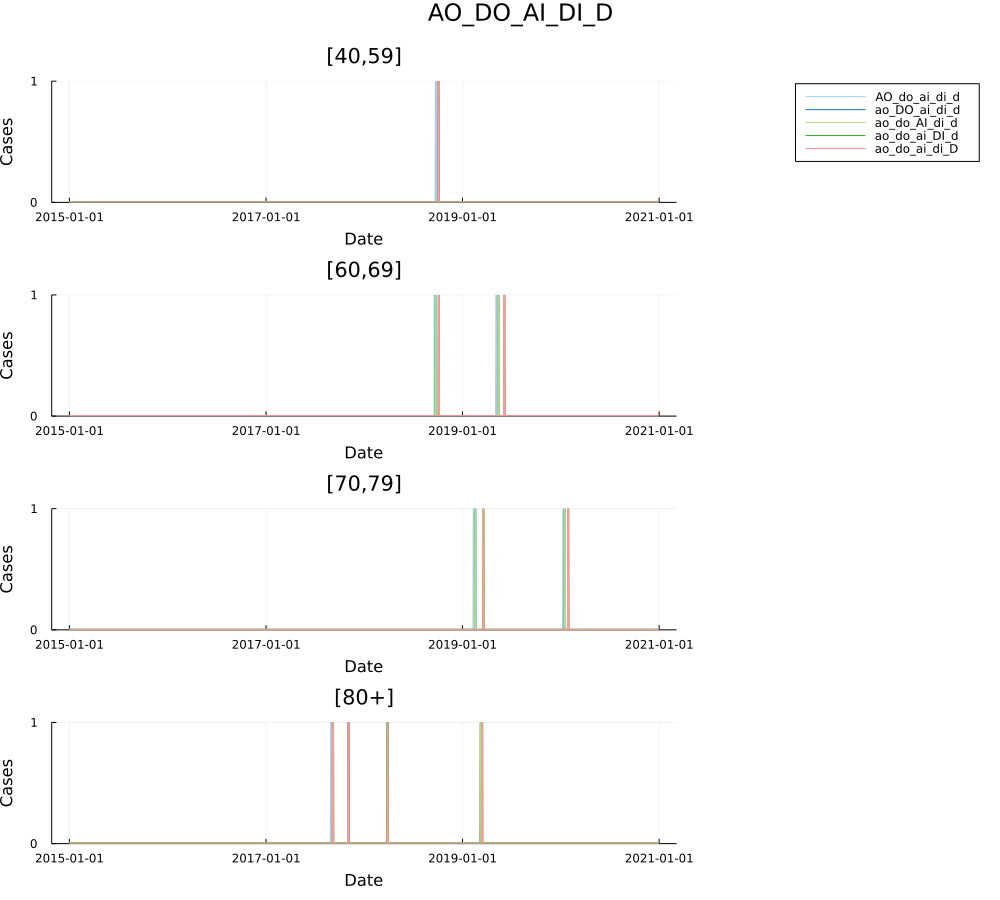 AO_DO_AI_DI_D
[40,59]
1
Cases
0
2015-01-01 2017-01-01 2019-01-01 2021-01-01
Date
AO_do_ai_di_d
ao_DO_ai_di_d
ao_do_AI_di_d
ao_do_ai_DI_d
ao_do_ai_di_D
[60,69]
1
Cases
0
2015-01-01 2017-01-01 2019-01-01 2021-01-01
Date
[70,79]
1
Cases
0
2015-01-01 2017-01-01 2019-01-01 2021-01-01
Date
[80+]
1
Cases
0
2015-01-01 2017-01-01 2019-01-01 2021-01-01
Date